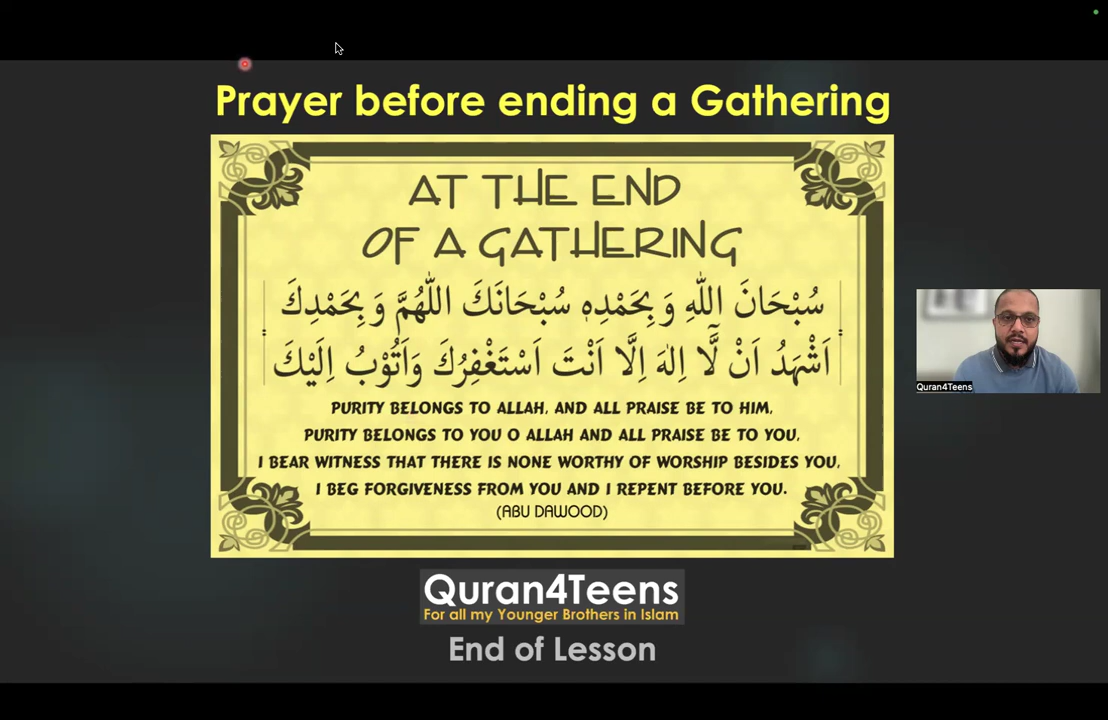 Prayer before ending a Gathering
AT THE END
OF A GATHERING
سُبْحَانَ اللّٰهِ وَ بِحَمْدِهٖ سُبْحَانَكَ اللّٰهُمَّ وَ بِحَمْدِكَ
اَشْهَدُ اَنْ لَّآ اِلٰهَ اِلَّا اَنْتَ اَسْتَغْفِرُكَ وَاَتُوْبُ اِلَيْكَ
PURITY BELONGS TO ALLAH, AND ALL PRAISE BE TO HIM,
PURITY BELONGS TO YOU O ALLAH AND ALL PRAISE BE TO YOU,
I BEAR WITNESS THAT THERE IS NONE WORTHY OF WORSHIP BESIDES YOU,
I BEG FORGIVENESS FROM YOU AND I REPENT BEFORE YOU.
(ABU DAWOOD)
Quran4Teens
Quran4Teens
For all my Younger Brothers in Islam
End of Lesson